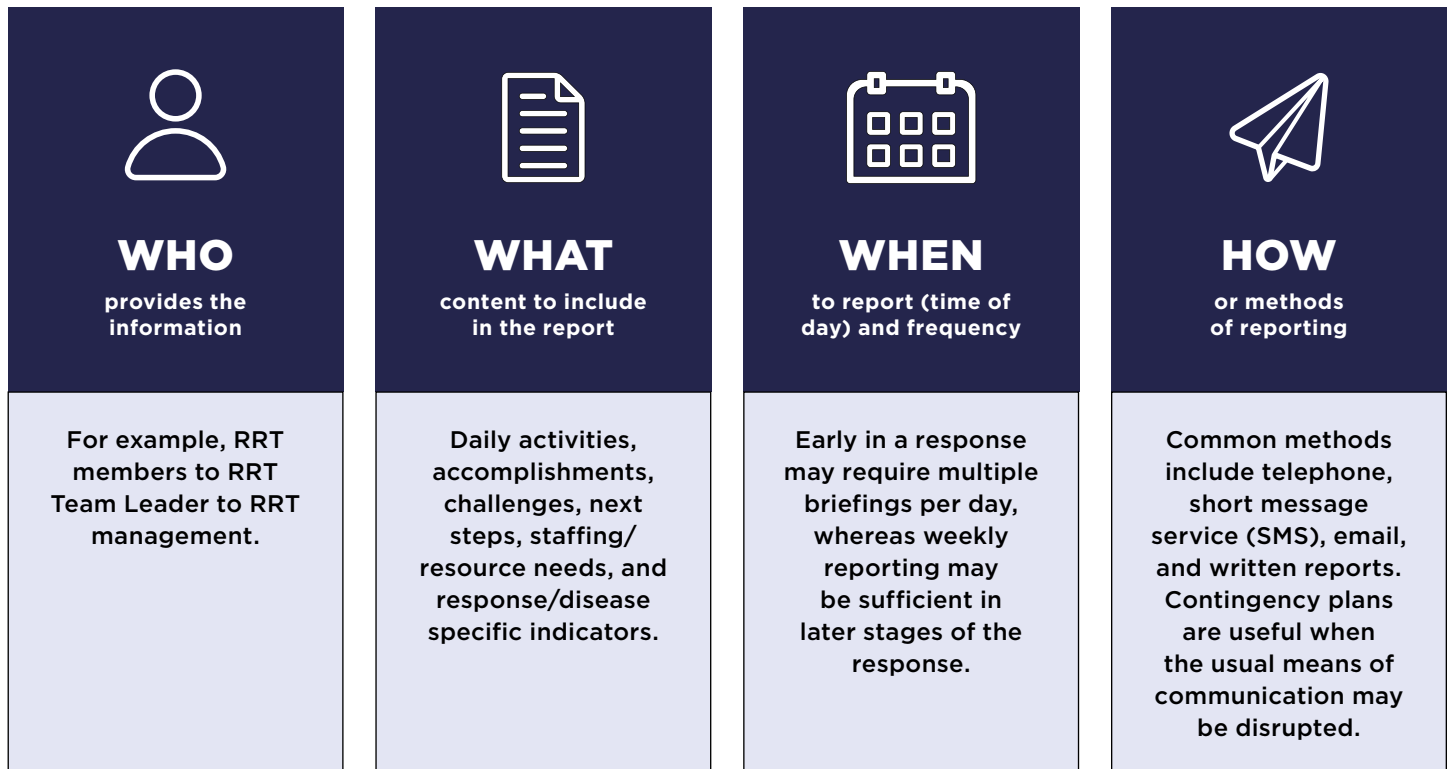 WHO
provides the
information
For example, RRT
members to RRT
Team Leader to RRT
management.
WHAT
content to include
in the report
Daily activities,
accomplishments,
challenges, next
steps, staffing/
resource needs, and
response/disease
specific indicators.
WHEN
to report (time of
day) and frequency
Early in a response
may require multiple
briefings per day,
whereas weekly
reporting may
be sufficient in
later stages of the
response.
HOW
or methods
of reporting
Common methods
include telephone,
short message
service (SMS), email,
and written reports.
Contingency plans
are useful when
the usual means of
communication may
be disrupted.